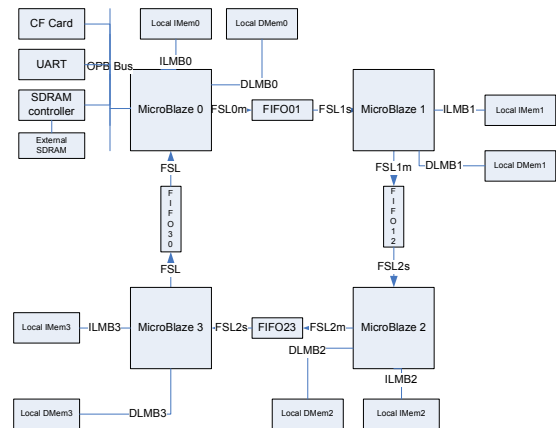 CF Card
Local IMem0
Local DMem0
UART
OPB Bus
ILMB0
DLMB0
SDRAM
controller
MicroBlaze 0
FSL0m
FIFO01
FSL1s
MicroBlaze 1
ILMB1
Local IMem1
External
SDRAM
FSL
FSL1m
DLMB1
Local DMem1
F
I
F
O
3
0
F
I
F
O
1
2
FSL
FSL2s
Local IMem3
ILMB3
MicroBlaze 3
FSL2s
FIFO23
FSL2m
MicroBlaze 2
DLMB2
ILMB2
Local DMem3
DLMB3
Local DMem2
Local IMem2